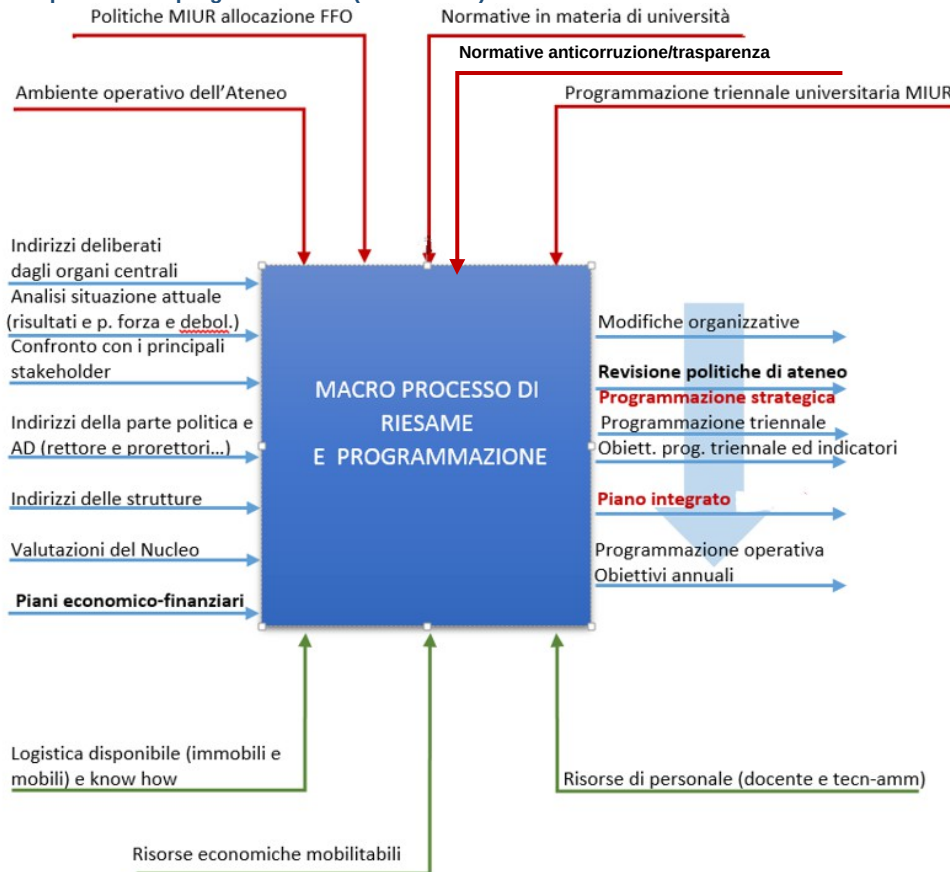 Politiche MIUR allocazione FFO
Normative in materia di università
Normative anticorruzione/trasparenza
Ambiente operativo dell'Ateneo
Programmazione triennale universitaria MIUR
Indirizzi deliberati
dagli organi centrali
Analisi situazione attuale
(risultati e p. forza e debol.)
Confronto con i principali
stakeholder
Indirizzi della parte politica e
AD (rettore e prorettori...)
Indirizzi delle strutture
Valutazioni del Nucleo
Piani economico-finanziari
MACRO PROCESSO DI
RIESAME
E PROGRAMMAZIONE
Modifiche organizzative
Revisione politiche di ateneo
Programmazione strategica
Programmazione triennale
Obiett. prog. triennale ed indicatori
Piano integrato
Programmazione operativa
Obiettivi annuali
Logistica disponibile (immobili e
mobili) e know how
Risorse di personale (docente e tecn-amm)
Risorse economiche mobilitabili